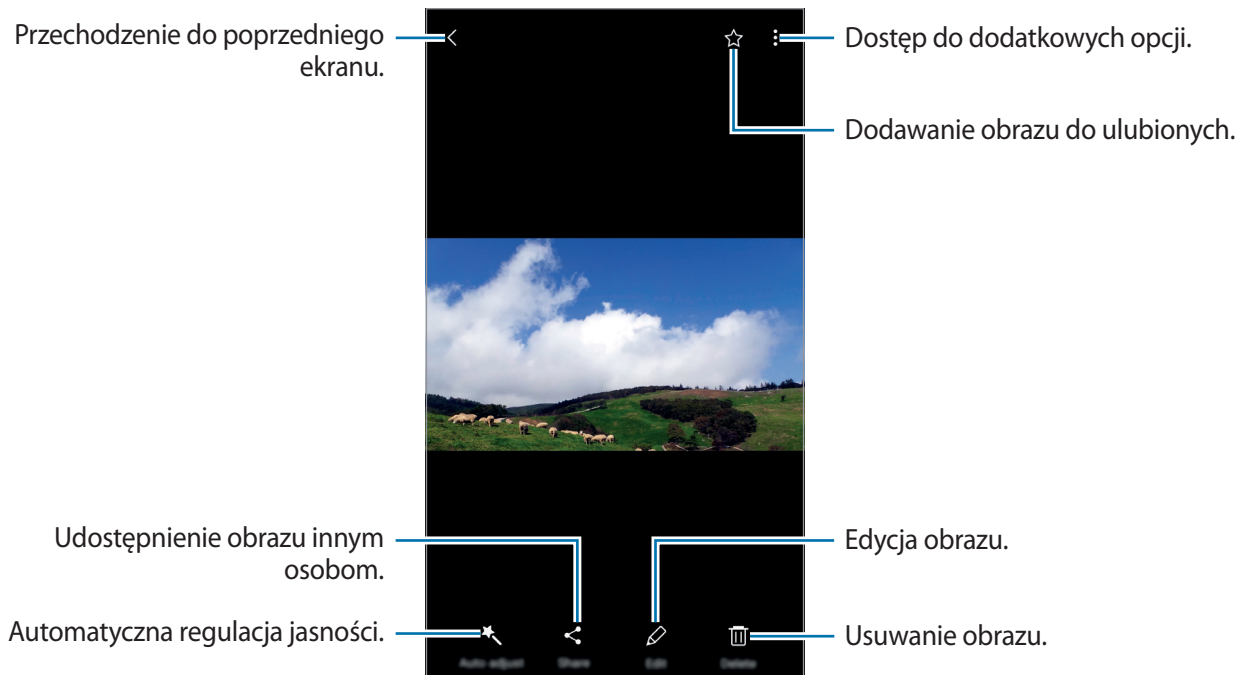 Przechodzenie do poprzedniego
ekranu.
Dostęp do dodatkowych opcji.
Dodawanie obrazu do ulubionych.
Udostępnienie obrazu innym
osobom.
Edycja obrazu.
Automatyczna regulacja jasności.
Usuwanie obrazu.
Auto adjust Share Edit Delete